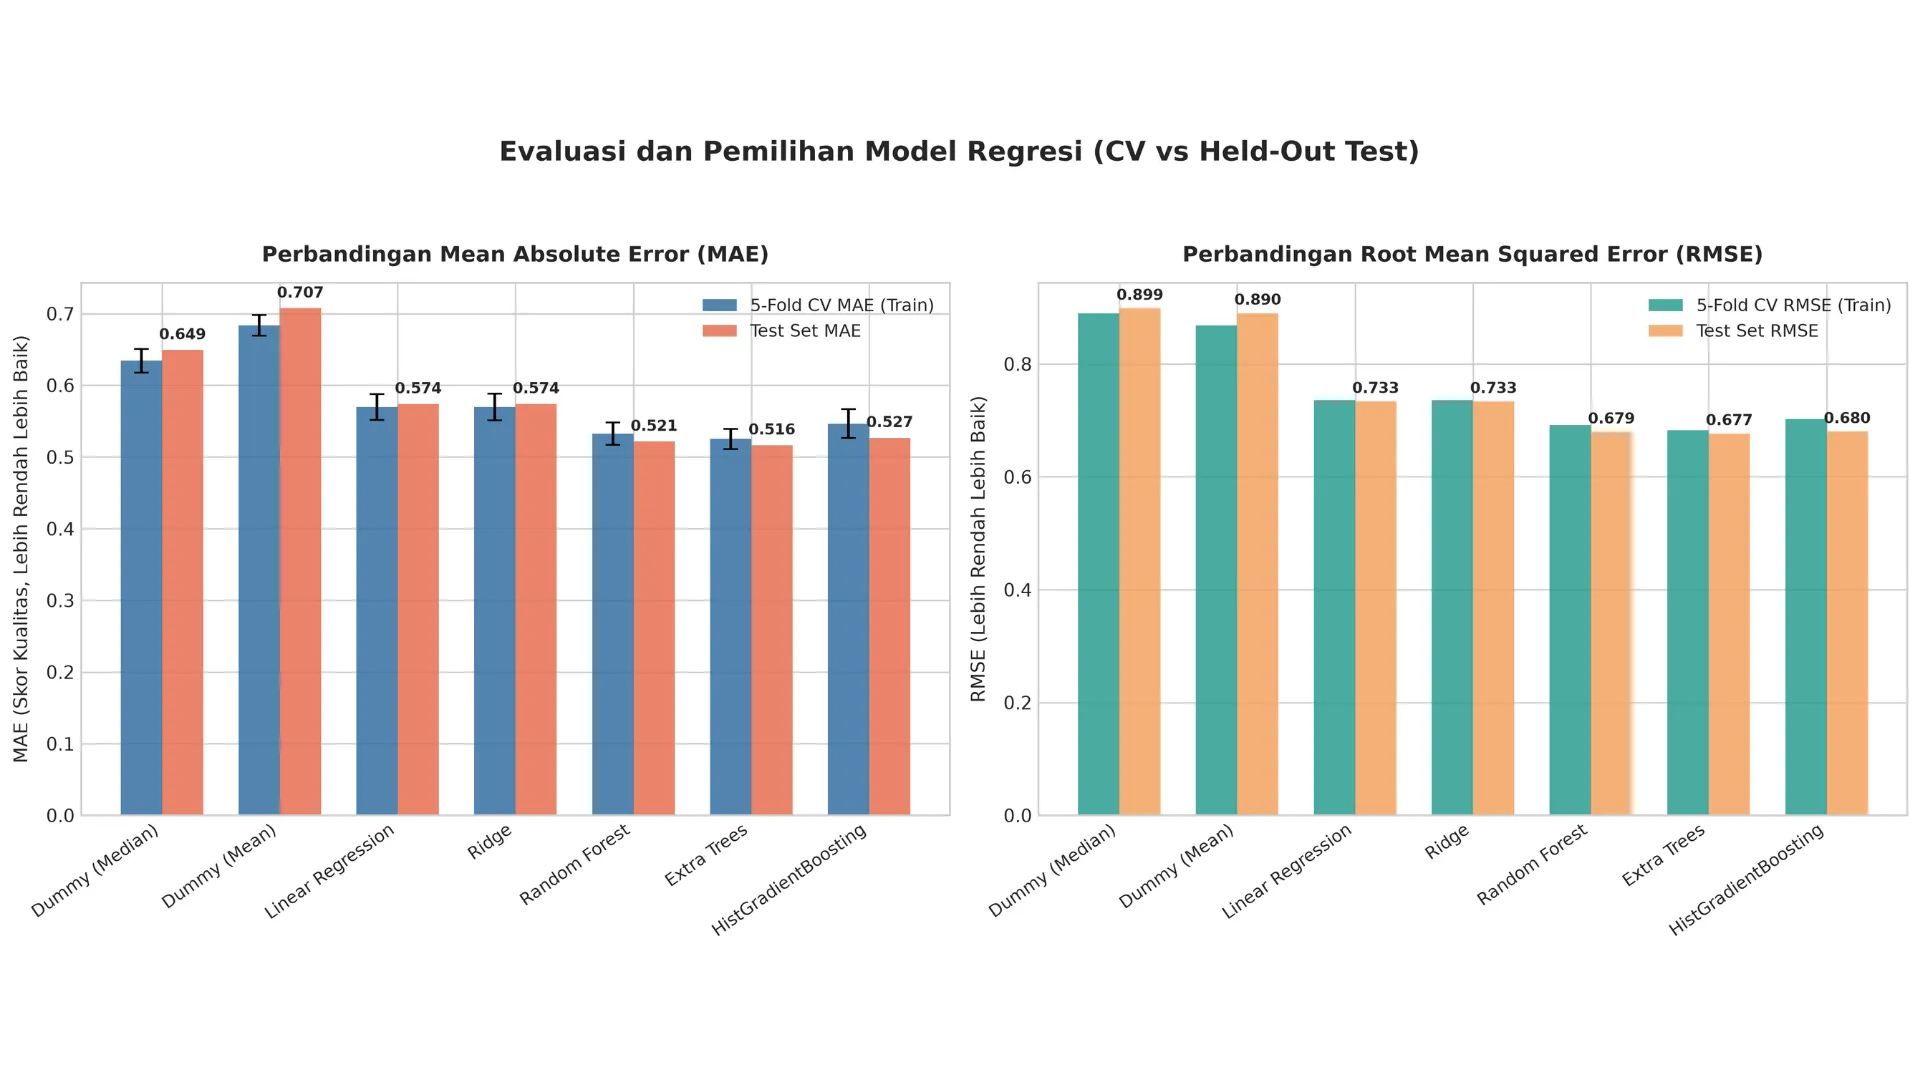 Evaluasi dan Pemilihan Model Regresi (CV vs Held-Out Test)
Perbandingan Mean Absolute Error (MAE)
MAE (Skor Kualitas, Lebih Rendah Lebih Baik)
0.7
0.6
0.5
0.4
0.3
0.2
0.1
0.0
5-Fold CV MAE (Train)
Test Set MAE
0.649
0.707
0.574
0.574
0.521
0.516
0.527
Dummy (Median)
Dummy (Mean)
Linear Regression
Ridge
Random Forest
Extra Trees
HistGradientBoosting
Perbandingan Root Mean Squared Error (RMSE)
RMSE (Lebih Rendah Lebih Baik)
0.8
0.6
0.4
0.2
0.0
5-Fold CV RMSE (Train)
Test Set RMSE
0.899
0.890
0.733
0.733
0.679
0.677
0.680
Dummy (Median)
Dummy (Mean)
Linear Regression
Ridge
Random Forest
Extra Trees
HistGradientBoosting